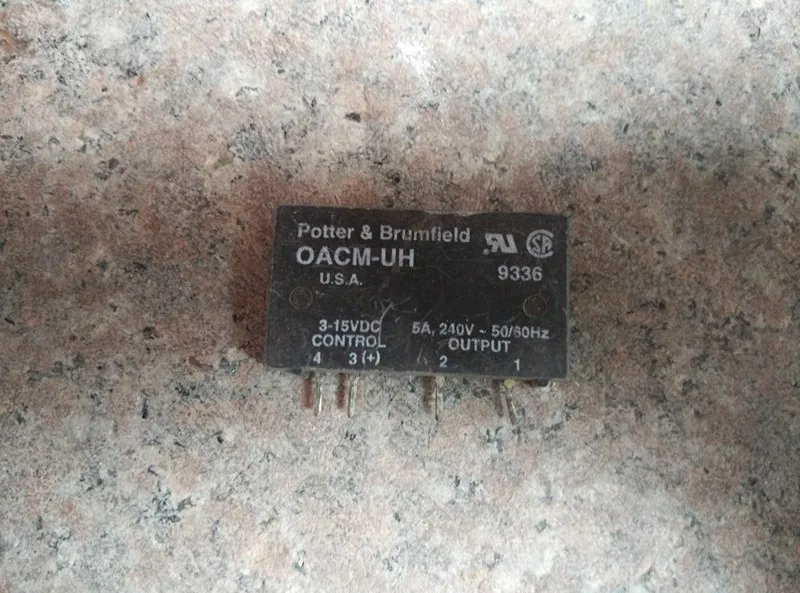 Potter & Brumfield
OACM-UH
U.S.A.
9336
3-15VDC
CONTROL
4 3 (+)
5A, 240V ~ 50/60Hz
OUTPUT
2 1